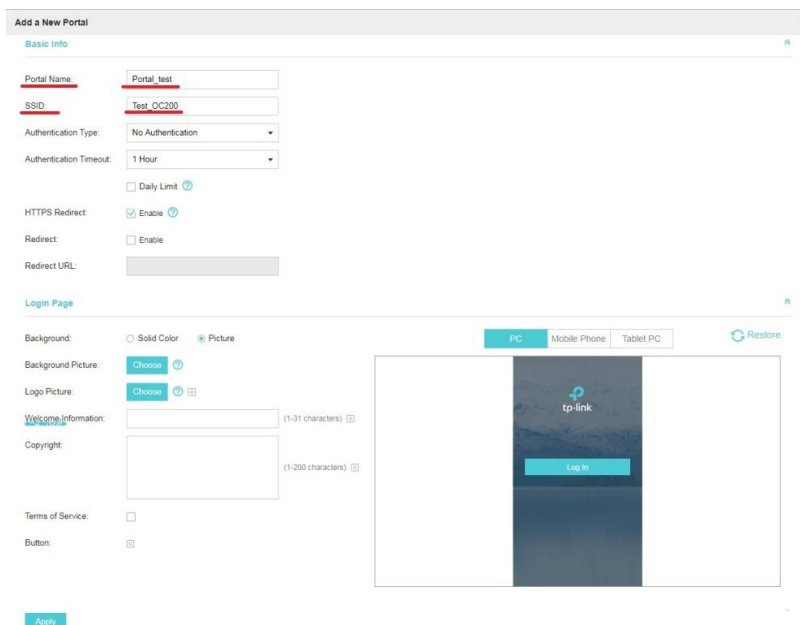 Add a New Portal
Basic Info
Portal Name: Portal_test
SSID: Test_OC200
Authentication Type: No Authentication
Authentication Timeout: 1 Hour
Daily Limit ?
HTTPS Redirect: Enable ?
Redirect: Enable
Redirect URL:
Login Page
Background: Solid Color Picture
PC Mobile Phone Tablet PC Restore
Background Picture: Choose ?
Logo Picture: Choose ?
tp-link
Welcome Information: (1-31 characters)
Copyright:
(1-200 characters)
Log In
Terms of Service:
Button:
Apply